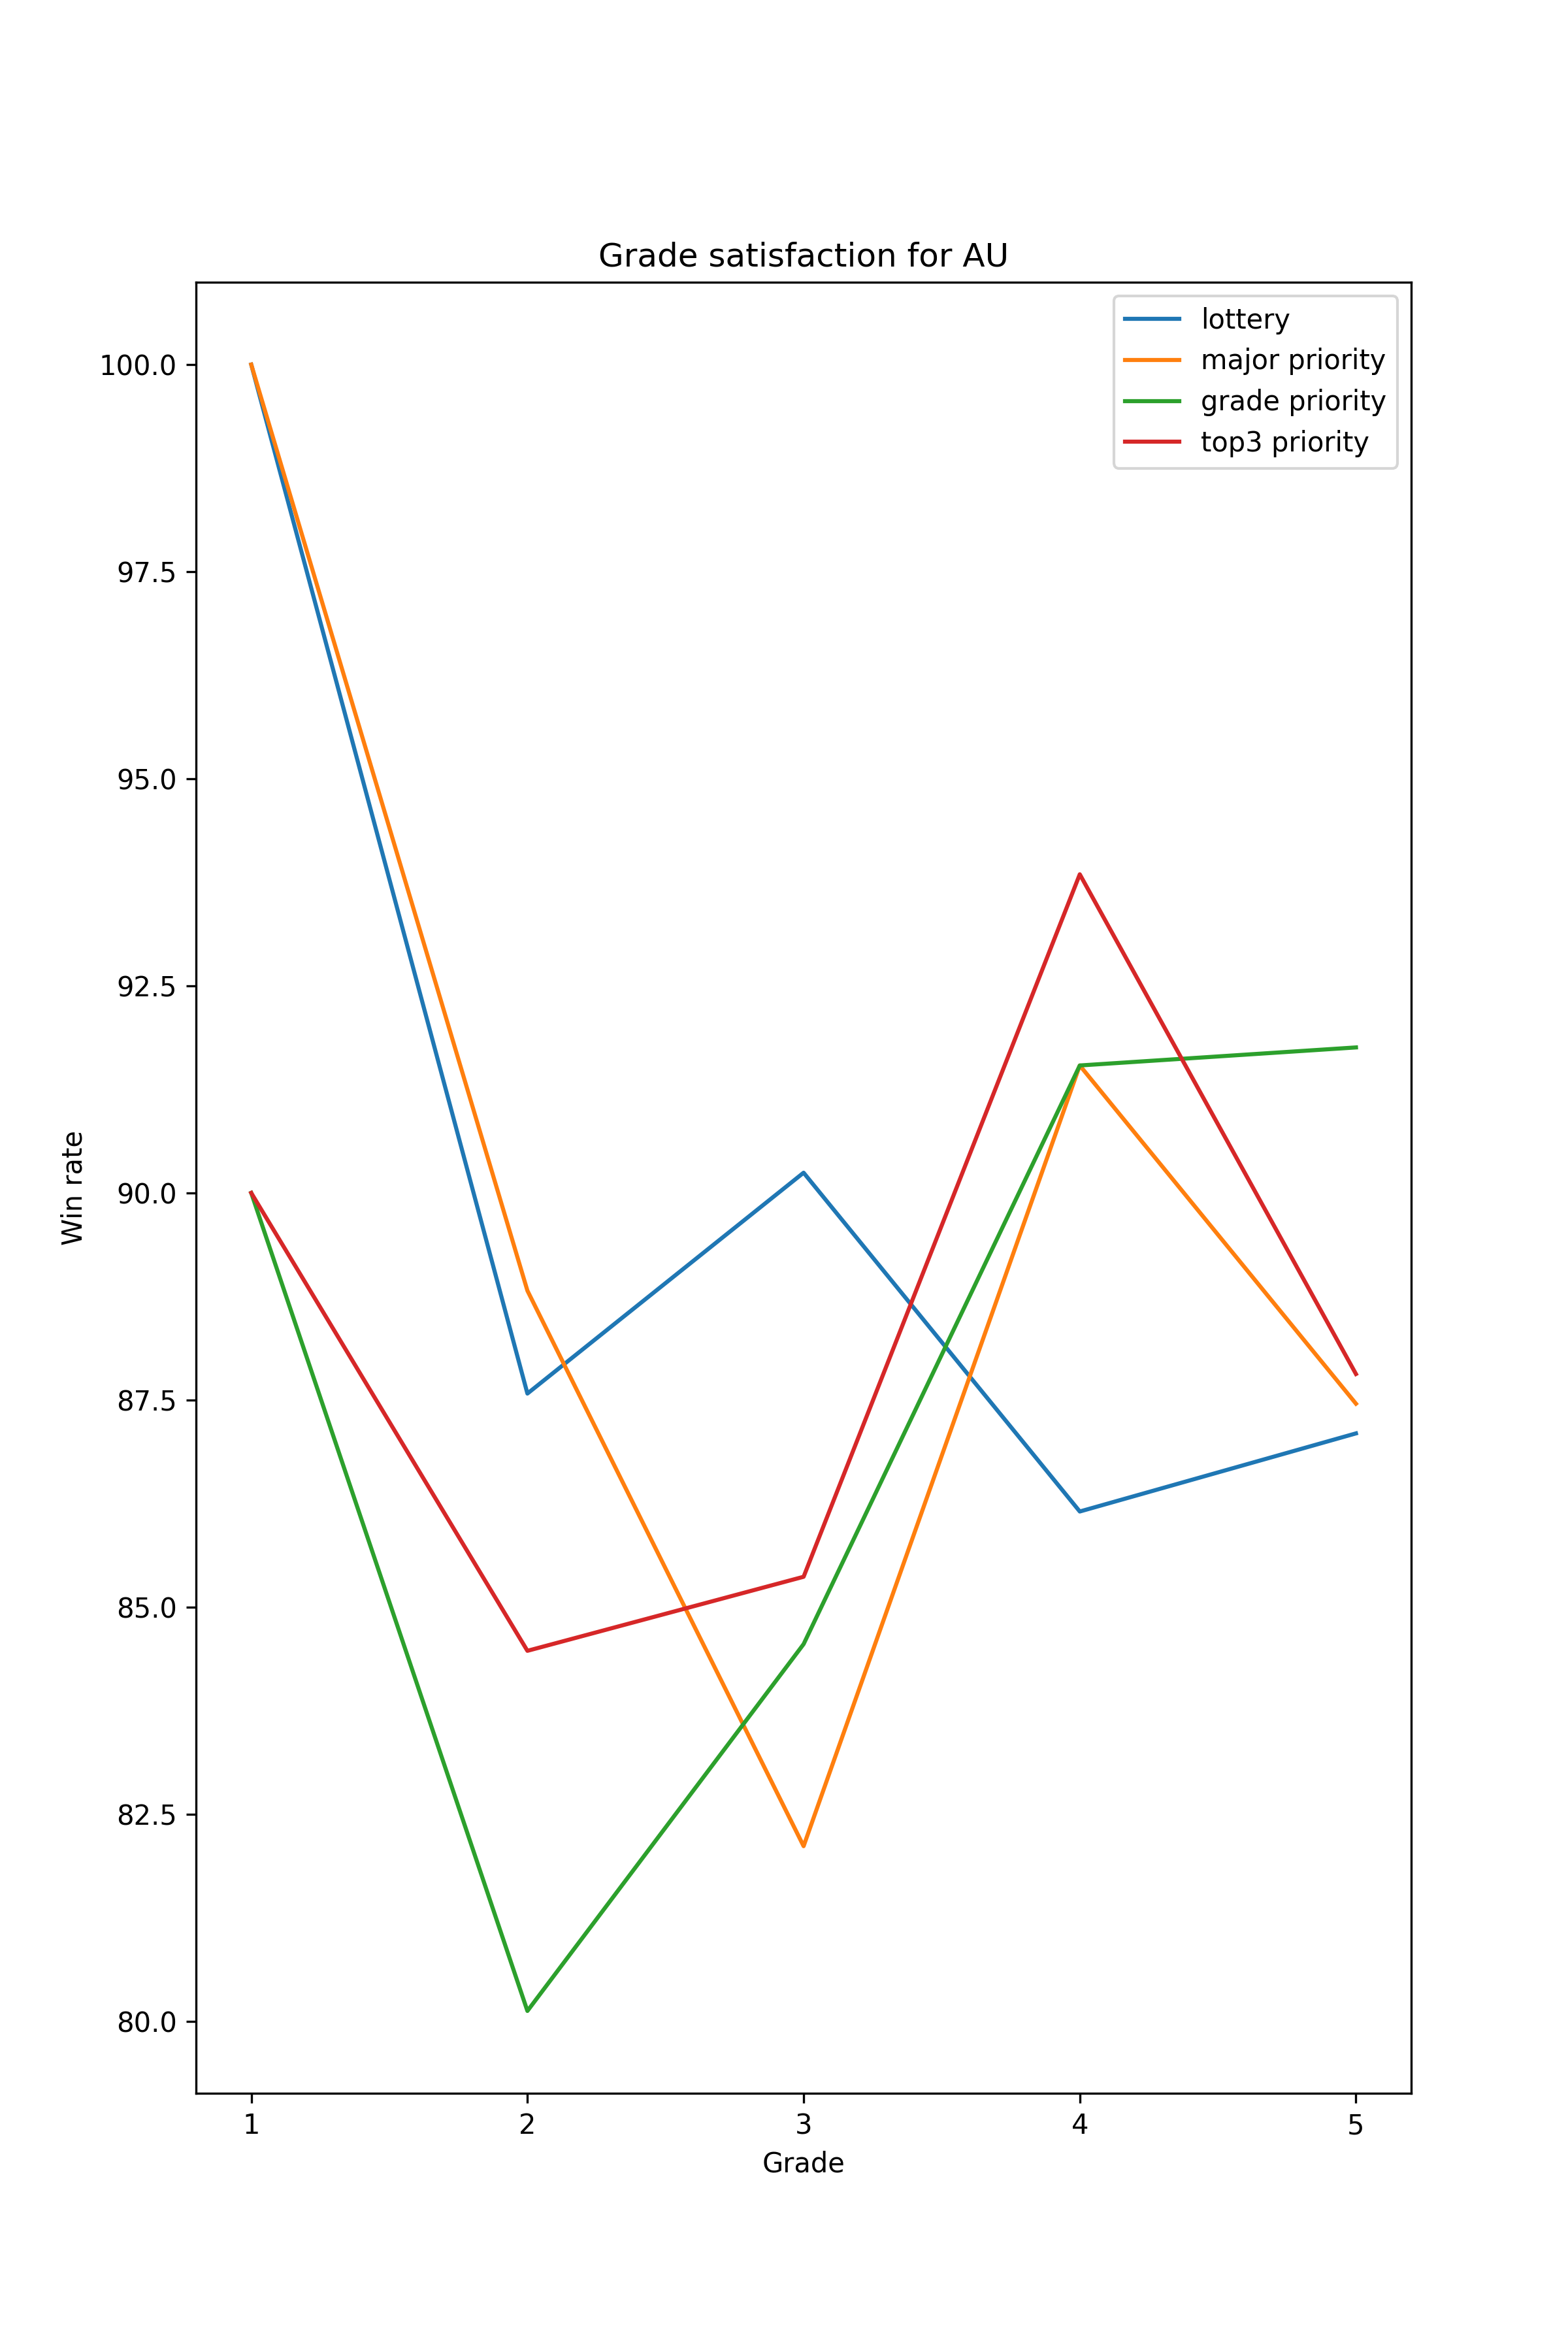 Grade satisfaction for AU
lottery
major priority
grade priority
top3 priority
100.0
97.5
95.0
92.5
90.0
87.5
85.0
82.5
80.0
Win rate
1 2 3 4 5
Grade